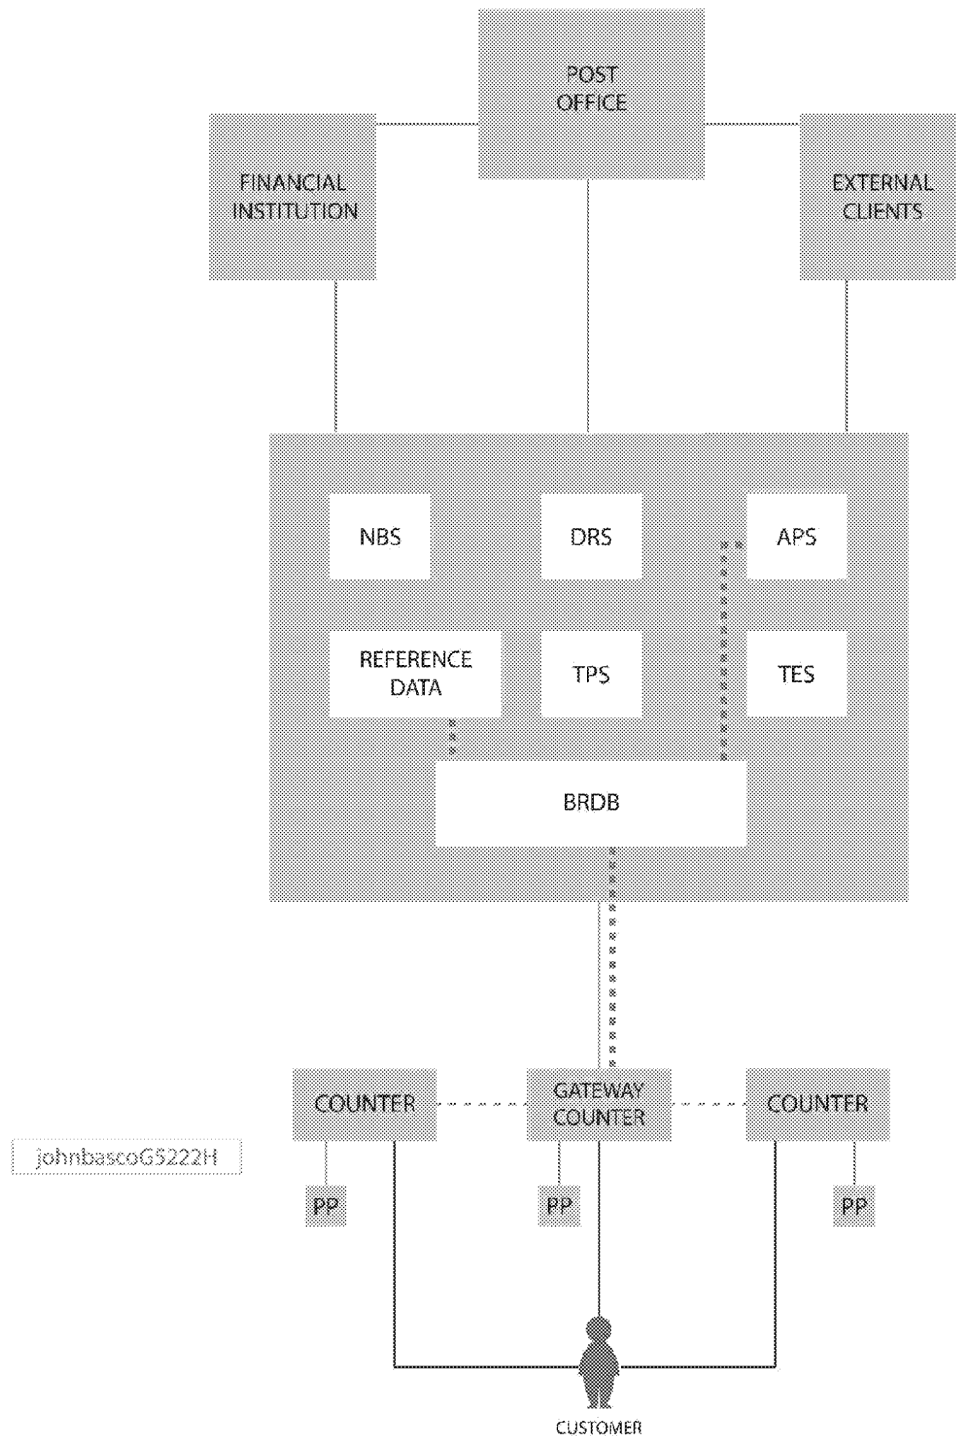 POST
OFFICE
FINANCIAL
INSTITUTION
EXTERNAL
CLIENTS
NBS
DRS
APS
REFERENCE
DATA
TPS
TES
BRDB
COUNTER
GATEWAY
COUNTER
COUNTER
johnbascoG5222H
PP
PP
PP
CUSTOMER